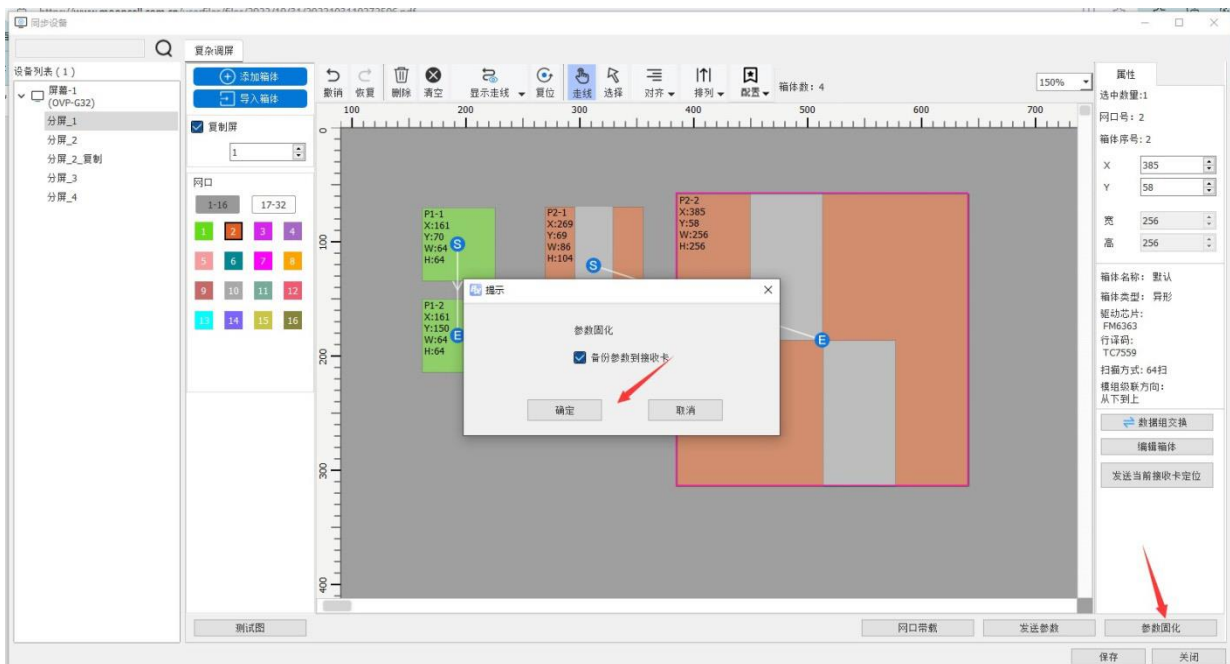 同步设备
复杂调屏
设备列表(1)
屏幕-1
(OVP-G32)
分屏_1
分屏_2
分屏_2_复制
分屏_3
分屏_4
添加箱体
导入箱体
复制屏
1
网口
1-16
17-32
1
2
3
4
5
6
7
8
9
10
11
12
13
14
15
16
撤销
恢复
删除
清空
显示走线
复位
走线
选择
对齐
排列
配置
箱体数: 4
150%
100
200
300
400
500
600
700
0
100
200
300
400
P1-1
X:161
Y:70
W:64
H:64
S
P1-2
X:161
Y:150
W:64
H:64
E
P2-1
X:269
Y:69
W:86
H:104
S
P2-2
X:385
Y:58
W:256
H:256
E
提示
参数固化
备份参数到接收卡
确定
取消
属性
选中数量:1
网口号: 2
箱体序号: 2
X
385
Y
58
宽
256
高
256
箱体名称: 默认
箱体类型: 异形
驱动芯片:
FM6363
行译码:
TC7559
扫描方式: 64扫
模组级联方向:
从下到上
数据组交换
编辑箱体
发送当前接收卡定位
测试图
网口带载
发送参数
参数固化
保存
关闭